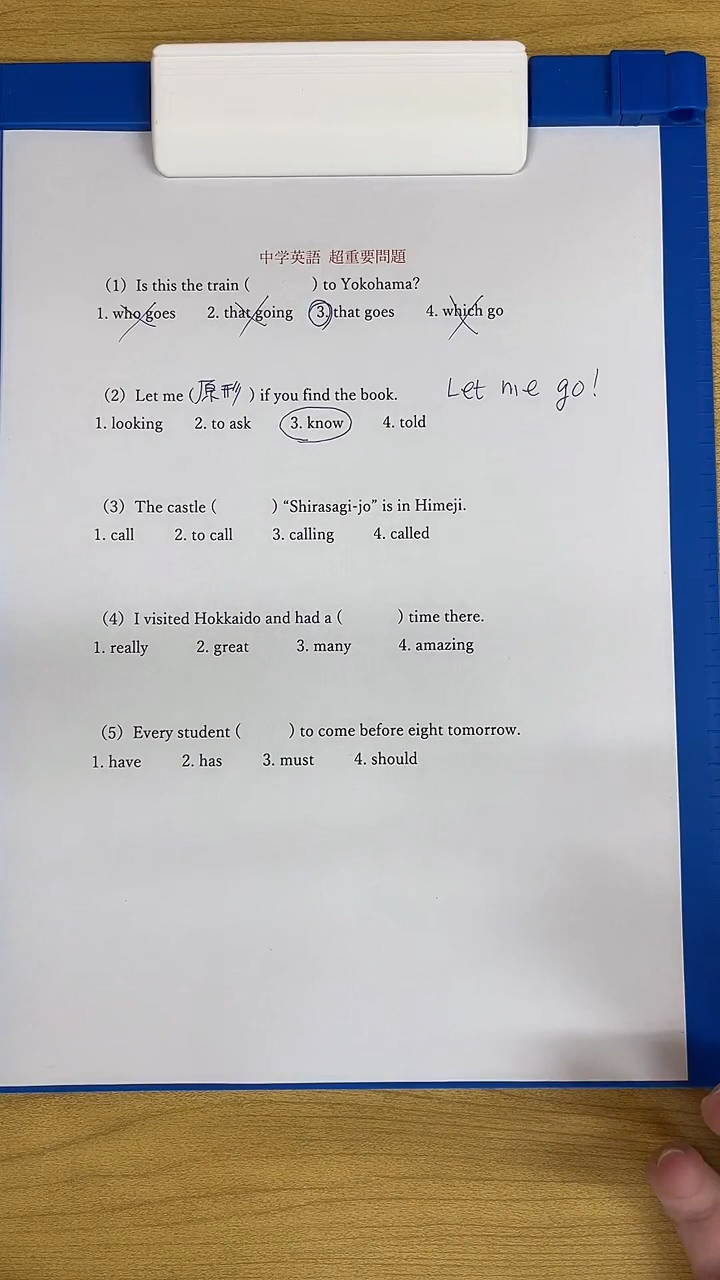 中学英語 超重要問題
(1) Is this the train ( ) to Yokohama?
1. who goes 2. that going 3. that goes 4. which go
(2) Let me (原形) if you find the book. Let me go!
1. looking 2. to ask 3. know 4. told
(3) The castle ( ) “Shirasagi-jo” is in Himeji.
1. call 2. to call 3. calling 4. called
(4) I visited Hokkaido and had a ( ) time there.
1. really 2. great 3. many 4. amazing
(5) Every student ( ) to come before eight tomorrow.
1. have 2. has 3. must 4. should